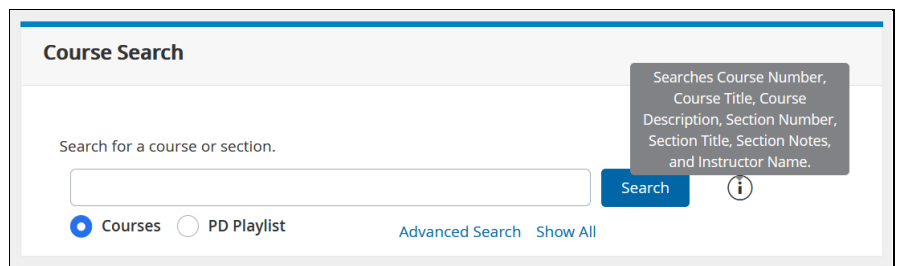 Course Search
Searches Course Number,
Course Title, Course
Description, Section Number,
Section Title, Section Notes,
and Instructor Name.
Search for a course or section.
Search
Courses PD Playlist
Advanced Search Show All